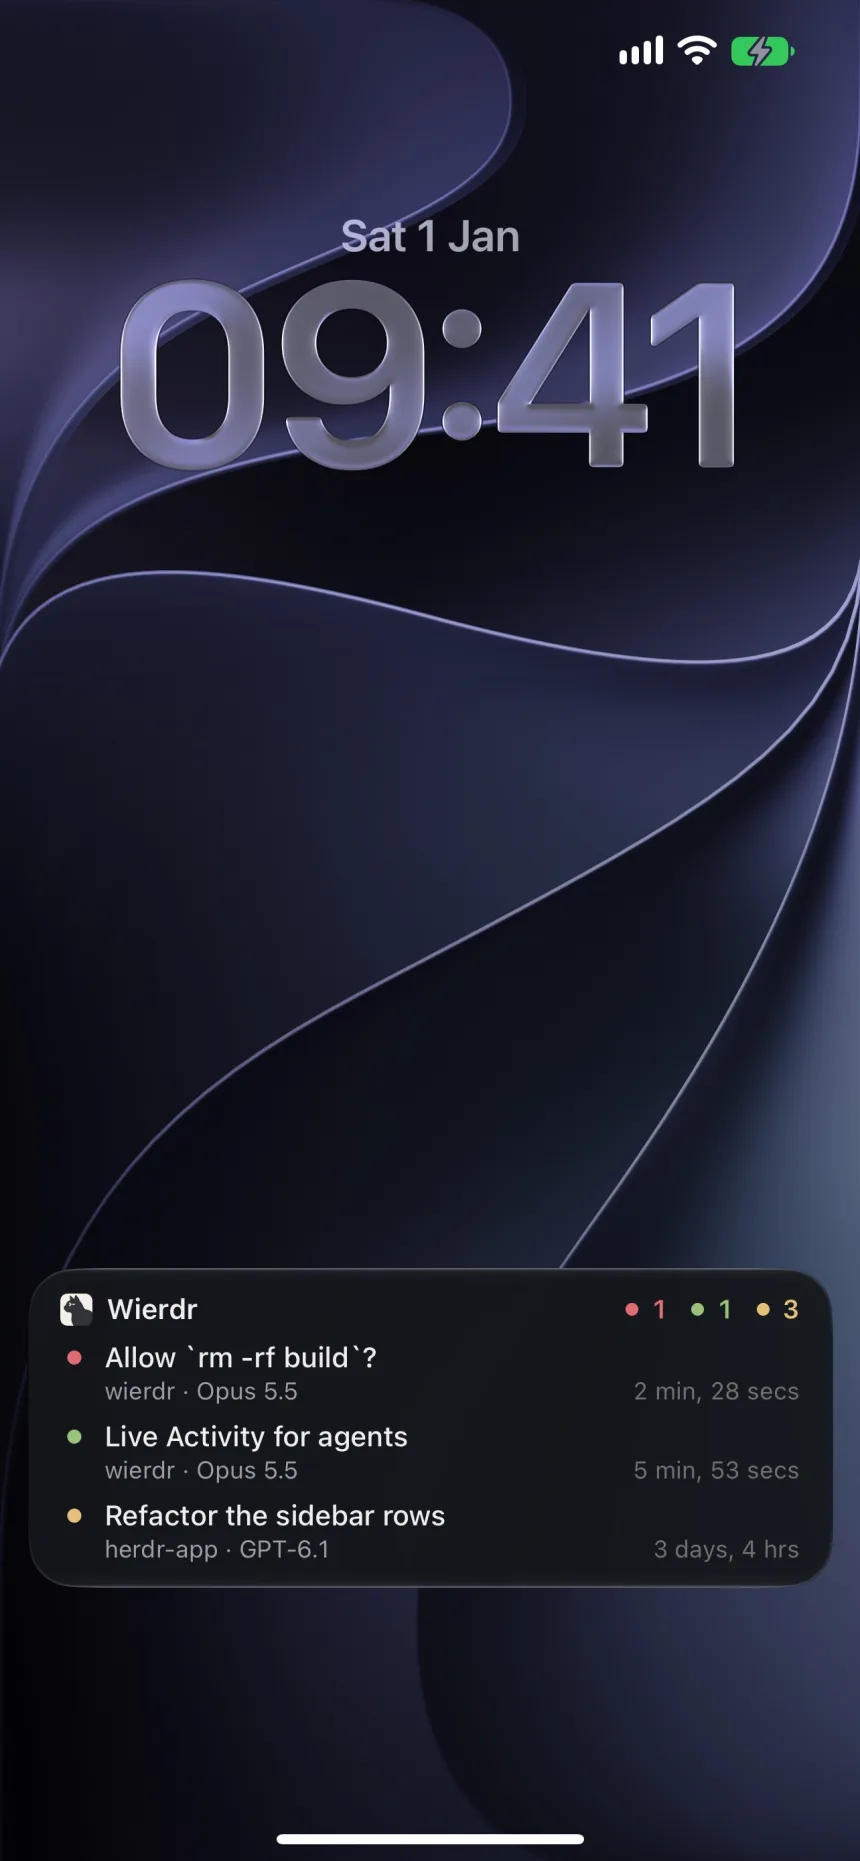 Sat 1 Jan
09:41
Wierdr 1 1 3
Allow `rm -rf build`?
wierdr · Opus 5.5 2 min, 28 secs
Live Activity for agents
wierdr · Opus 5.5 5 min, 53 secs
Refactor the sidebar rows
herdr-app · GPT-6.1 3 days, 4 hrs